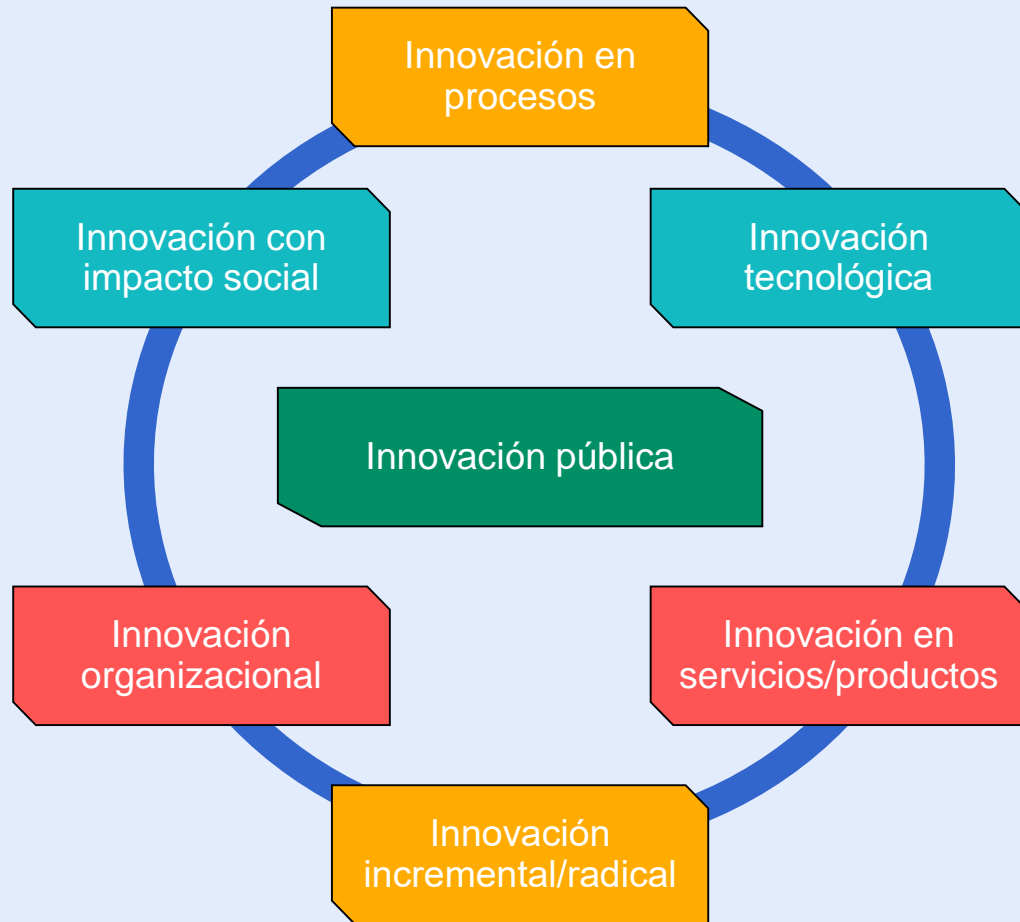 Innovación en
procesos
Innovación con
impacto social
Innovación
tecnológica
Innovación pública
Innovación
organizacional
Innovación en
servicios/productos
Innovación
incremental/radical